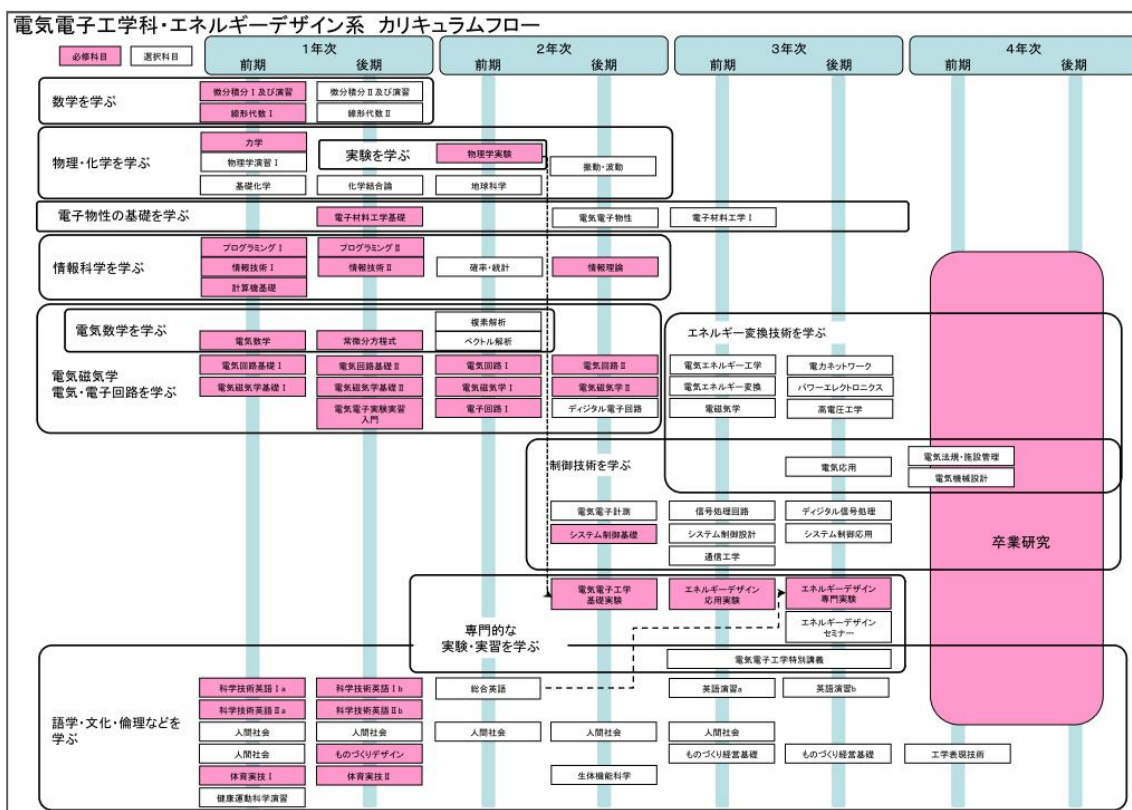 電気電子工学科・エネルギーデザイン系 カリキュラムフロー
必修科目
選択科目
1年次
2年次
3年次
4年次
前期
後期
前期
後期
前期
後期
前期
後期
数学を学ぶ
微分積分Ⅰ及び演習
微分積分Ⅱ及び演習
線形代数Ⅰ
線形代数Ⅱ
物理・化学を学ぶ
力学
実験を学ぶ
物理学実験
物理学演習Ⅰ
振動・波動
基礎化学
化学結合論
地球科学
電子物性の基礎を学ぶ
電子材料工学基礎
電気電子物性
電子材料工学Ⅰ
情報科学を学ぶ
プログラミングⅠ
プログラミングⅡ
情報技術Ⅰ
情報技術Ⅱ
確率・統計
情報理論
計算機基礎
電気数学を学ぶ
複素解析
電気数学
常微分方程式
ベクトル解析
エネルギー変換技術を学ぶ
電気磁気学
電気・電子回路を学ぶ
電気回路基礎Ⅰ
電気回路基礎Ⅱ
電気回路Ⅰ
電気回路Ⅱ
電気エネルギー工学
電力ネットワーク
電気磁気学基礎Ⅰ
電気磁気学基礎Ⅱ
電気磁気学Ⅰ
電気磁気学Ⅱ
電気エネルギー変換
パワーエレクトロニクス
電気電子実験実習
入門
電子回路Ⅰ
ディジタル電子回路
電磁気学
高電圧工学
制御技術を学ぶ
電気応用
電気法規・施設管理
電気機械設計
電気電子計測
信号処理回路
ディジタル信号処理
システム制御基礎
システム制御設計
システム制御応用
通信工学
卒業研究
専門的な
実験・実習を学ぶ
電気電子工学
基礎実験
エネルギーデザイン
応用実験
エネルギーデザイン
専門実験
エネルギーデザイン
セミナー
電気電子工学特別講義
語学・文化・倫理などを
学ぶ
科学技術英語Ⅰa
科学技術英語Ⅰb
総合英語
英語演習a
英語演習b
科学技術英語Ⅱa
科学技術英語Ⅱb
人間社会
人間社会
人間社会
人間社会
人間社会
人間社会
ものづくりデザイン
ものづくり経営基礎
ものづくり経営基礎
工学表現技術
体育実技Ⅰ
体育実技Ⅱ
生体機能科学
健康運動科学演習